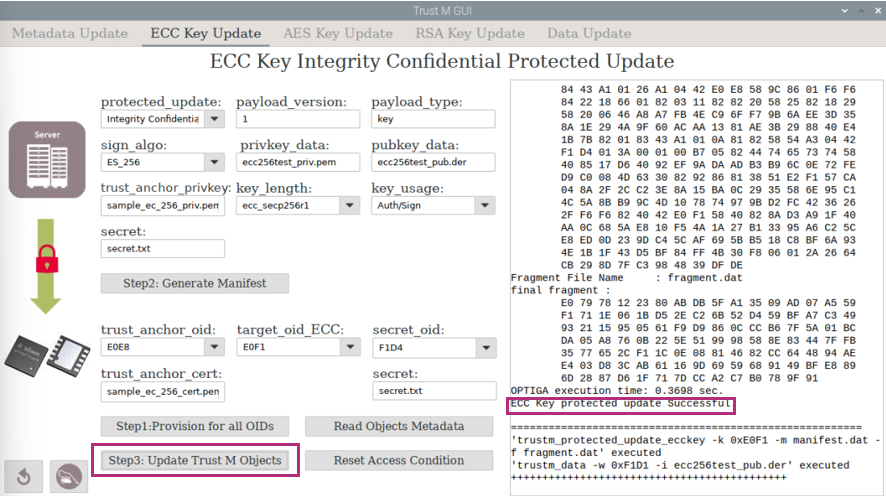 Trust M GUI
Metadata Update ECC Key Update AES Key Update RSA Key Update Data Update
ECC Key Integrity Confidential Protected Update
Server
protected_update: payload_version: payload_type:
Integrity Confidentia 1 key
sign_algo: privkey_data: pubkey_data:
ES_256 ecc256test_priv.pem ecc256test_pub.der
trust_anchor_privkey: key_length: key_usage:
sample_ec_256_priv.pem ecc_secp256r1 Auth/Sign
secret:
secret.txt
Step2: Generate Manifest
trust_anchor_oid: target_oid_ECC: secret_oid:
E0E8 E0F1 F1D4
trust_anchor_cert: secret:
sample_ec_256_cert.pem secret.txt
Step1:Provision for all OIDs Read Objects Metadata
Step3: Update Trust M Objects Reset Access Condition
84 43 A1 01 26 A1 04 42 E0 E8 58 9C 86 01 F6 F6
84 22 18 66 01 82 03 11 82 82 20 58 25 82 18 29
58 20 06 46 A8 A7 FB 4E C9 6F F7 9B 6A EE 3D 35
8A 1E 29 4A 9F 60 AC AA 13 81 AE 3B 29 88 40 E4
1B 7B 82 01 83 43 A1 01 0A 81 82 58 54 A3 04 42
F1 D4 01 3A 00 01 00 B7 05 82 44 74 65 73 74 58
40 85 17 D6 40 92 EF 9A DA AD B3 B9 6C 0E 72 FE
D9 C0 08 4D 63 30 82 92 86 81 38 51 E2 F1 57 CA
04 8A 2F 2C C2 3E 8A 15 BA 0C 29 35 58 6E 95 C1
4C 5A 8B B9 9C 4D 10 78 74 97 9B D2 FC 42 36 26
2F F6 F6 82 40 42 E0 F1 58 40 82 8A D3 A9 1F 40
AA 0C 68 5A E8 10 F5 4A 1A 27 B1 33 95 A6 C2 5C
E8 ED 0D 23 9D C4 5C AF 69 5B B5 18 C8 BF 6A 93
4E 1B 1F 43 D5 BF 84 FF 4B 30 F8 06 01 2A 26 64
CB 29 8D 7F C3 98 48 39 DF DE
Fragment File Name : fragment.dat
final fragment :
E0 79 78 12 23 80 AB DB 5F A1 35 09 AD 07 A5 59
F1 71 1E 06 1B D5 2E C2 6B 52 D4 59 BF A7 C3 49
93 21 15 95 05 61 F9 D9 86 0C CC B6 7F 5A 01 BC
DA 05 A8 76 0B 22 5E 51 99 98 58 8E 83 44 7F FB
35 77 65 2C F1 1C 0E 08 81 46 82 CC 64 48 94 AE
E4 03 D8 3C AB 61 16 9D 69 59 68 91 49 BF E8 89
6D 28 87 D6 1F 71 7D CC A2 C7 B0 78 9F 91
OPTIGA execution time: 0.3698 sec.
ECC Key protected update Successful
========================================================
'trustm_protected_update_ecckey -k 0xE0F1 -m manifest.dat -
f fragment.dat' executed
'trustm_data -w 0xF1D1 -i ecc256test_pub.der' executed
++++++++++++++++++++++++++++++++++++++++++++